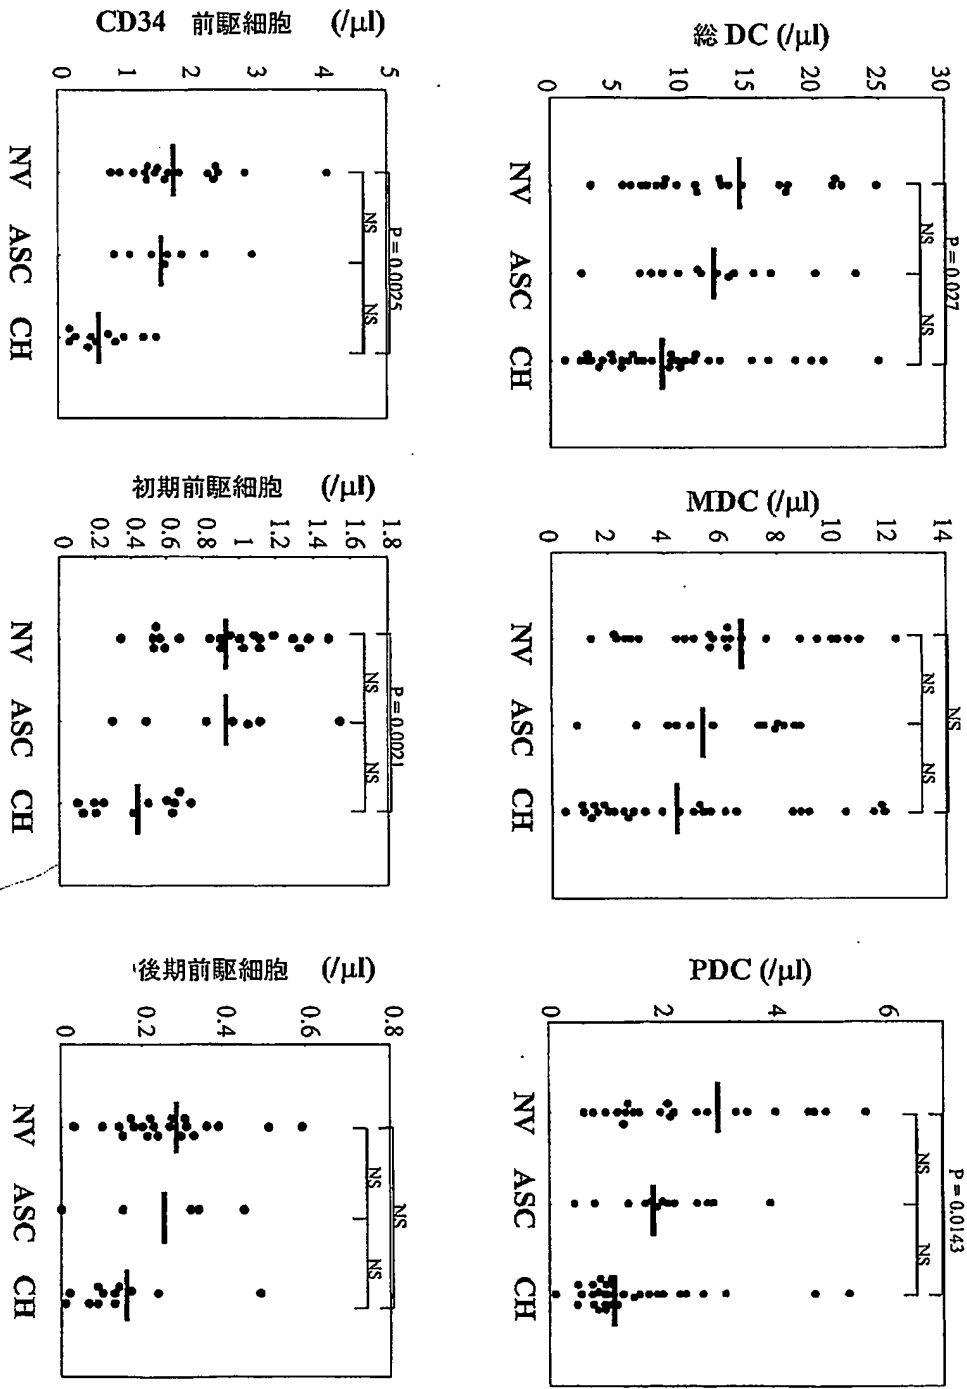 総 DC (/μl)
30
25
20
15
10
5
0
P = 0.027
NS
NS
NV
ASC
CH
MDC (/μl)
14
12
10
8
6
4
2
0
NS
NS
NS
NV
ASC
CH
PDC (/μl)
6
4
2
0
P = 0.0143
NS
NS
NV
ASC
CH
CD34 前駆細胞 (/μl)
5
4
3
2
1
0
P = 0.0025
NS
NS
NV
ASC
CH
初期前駆細胞 (/μl)
1.8
1.6
1.4
1.2
1
0.8
0.6
0.4
0.2
0
P = 0.0021
NS
NS
NV
ASC
CH
後期前駆細胞 (/μl)
0.8
0.6
0.4
0.2
0
NS
NS
NS
NV
ASC
CH